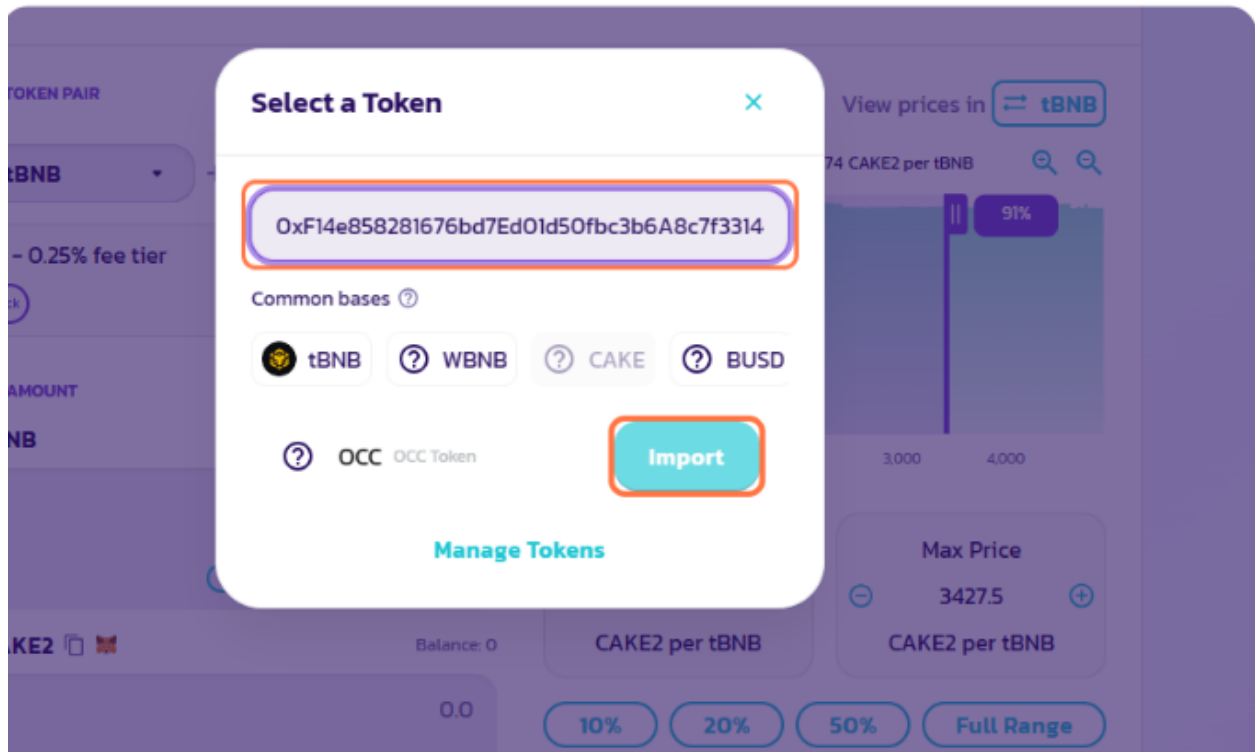 TOKEN PAIR
Select a Token
View prices in tBNB
tBNB
74 CAKE2 per tBNB
0xF14e858281676bd7Ed01d50fbc3b6A8c7f3314
91%
- 0.25% fee tier
Common bases
tBNB WBNB CAKE BUSD
AMOUNT
NB
OCC OCC Token Import
3,000 4,000
Manage Tokens
Max Price
3427.5
CAKE2 per tBNB CAKE2 per tBNB
AKE2 Balance: 0
0.0
10% 20% 50% Full Range